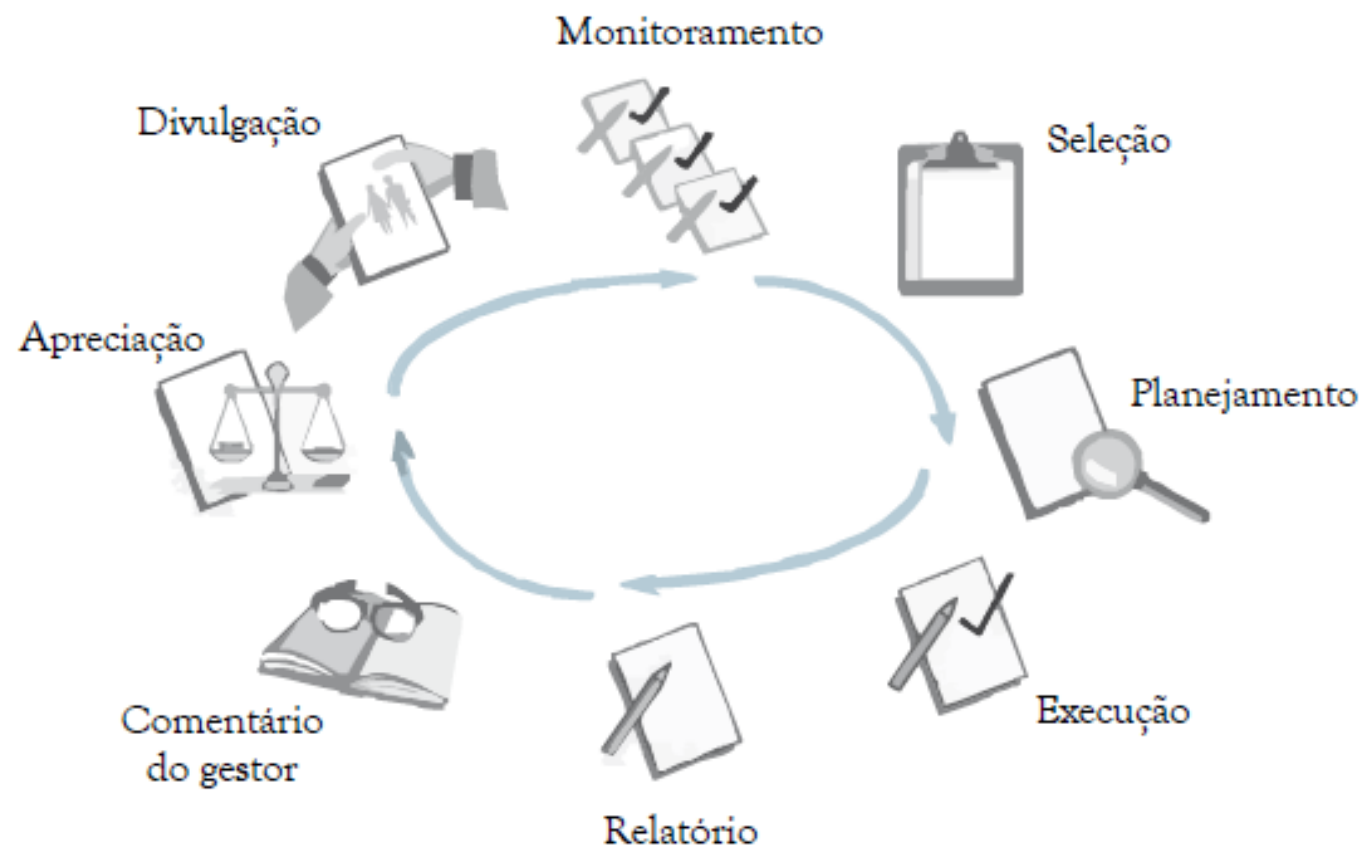 Monitoramento
Divulgação
Seleção
Apreciação
Planejamento
Execução
Comentário
do gestor
Relatório